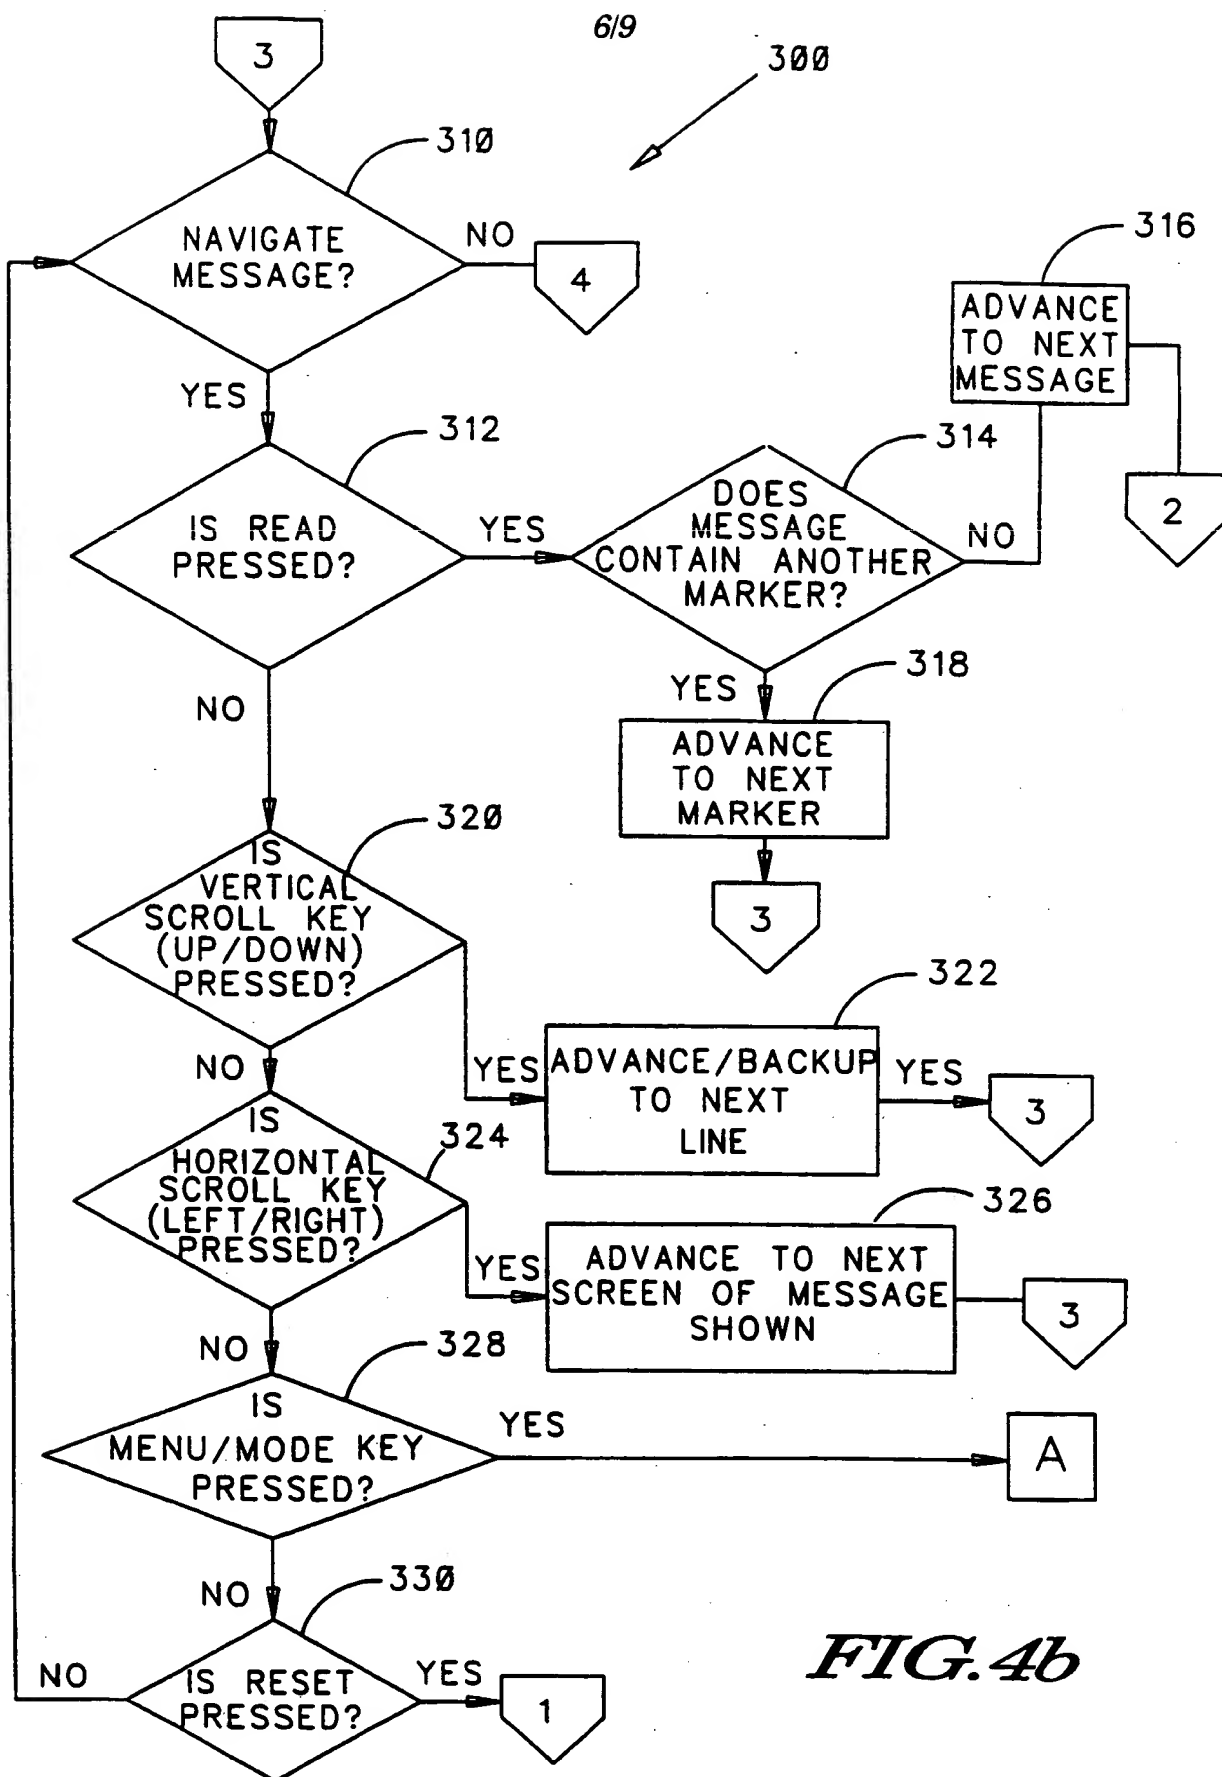 6/9
3
300
310
NAVIGATE
MESSAGE?
NO
4
316
ADVANCE
TO NEXT
MESSAGE
YES
312
314
IS READ
PRESSED?
YES
DOES
MESSAGE
CONTAIN ANOTHER
MARKER?
NO
2
318
NO
YES
ADVANCE
TO NEXT
MARKER
320
IS
VERTICAL
SCROLL KEY
(UP/DOWN)
PRESSED?
3
322
NO
YES
ADVANCE/BACKUP
TO NEXT
LINE
YES
3
324
IS
HORIZONTAL
SCROLL KEY
(LEFT/RIGHT)
PRESSED?
326
YES
ADVANCE TO NEXT
SCREEN OF MESSAGE
SHOWN
3
NO
328
IS
MENU/MODE KEY
PRESSED?
YES
A
NO
330
NO
IS RESET
PRESSED?
YES
1
FIG.4b